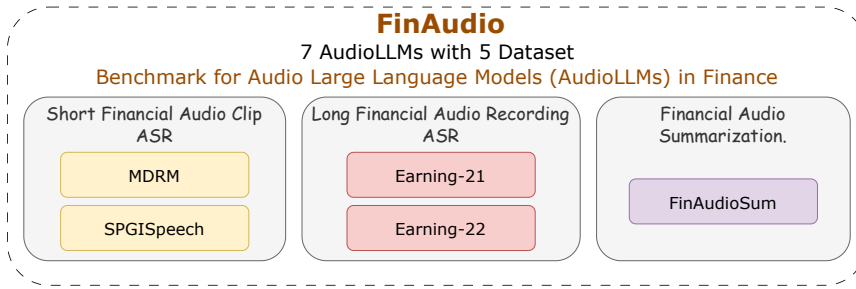 FinAudio
7 AudioLLMs with 5 Dataset
Benchmark for Audio Large Language Models (AudioLLMs) in Finance
Short Financial Audio Clip
ASR
MDRM
SPGISpeech
Long Financial Audio Recording
ASR
Earning-21
Earning-22
Financial Audio
Summarization.
FinAudioSum